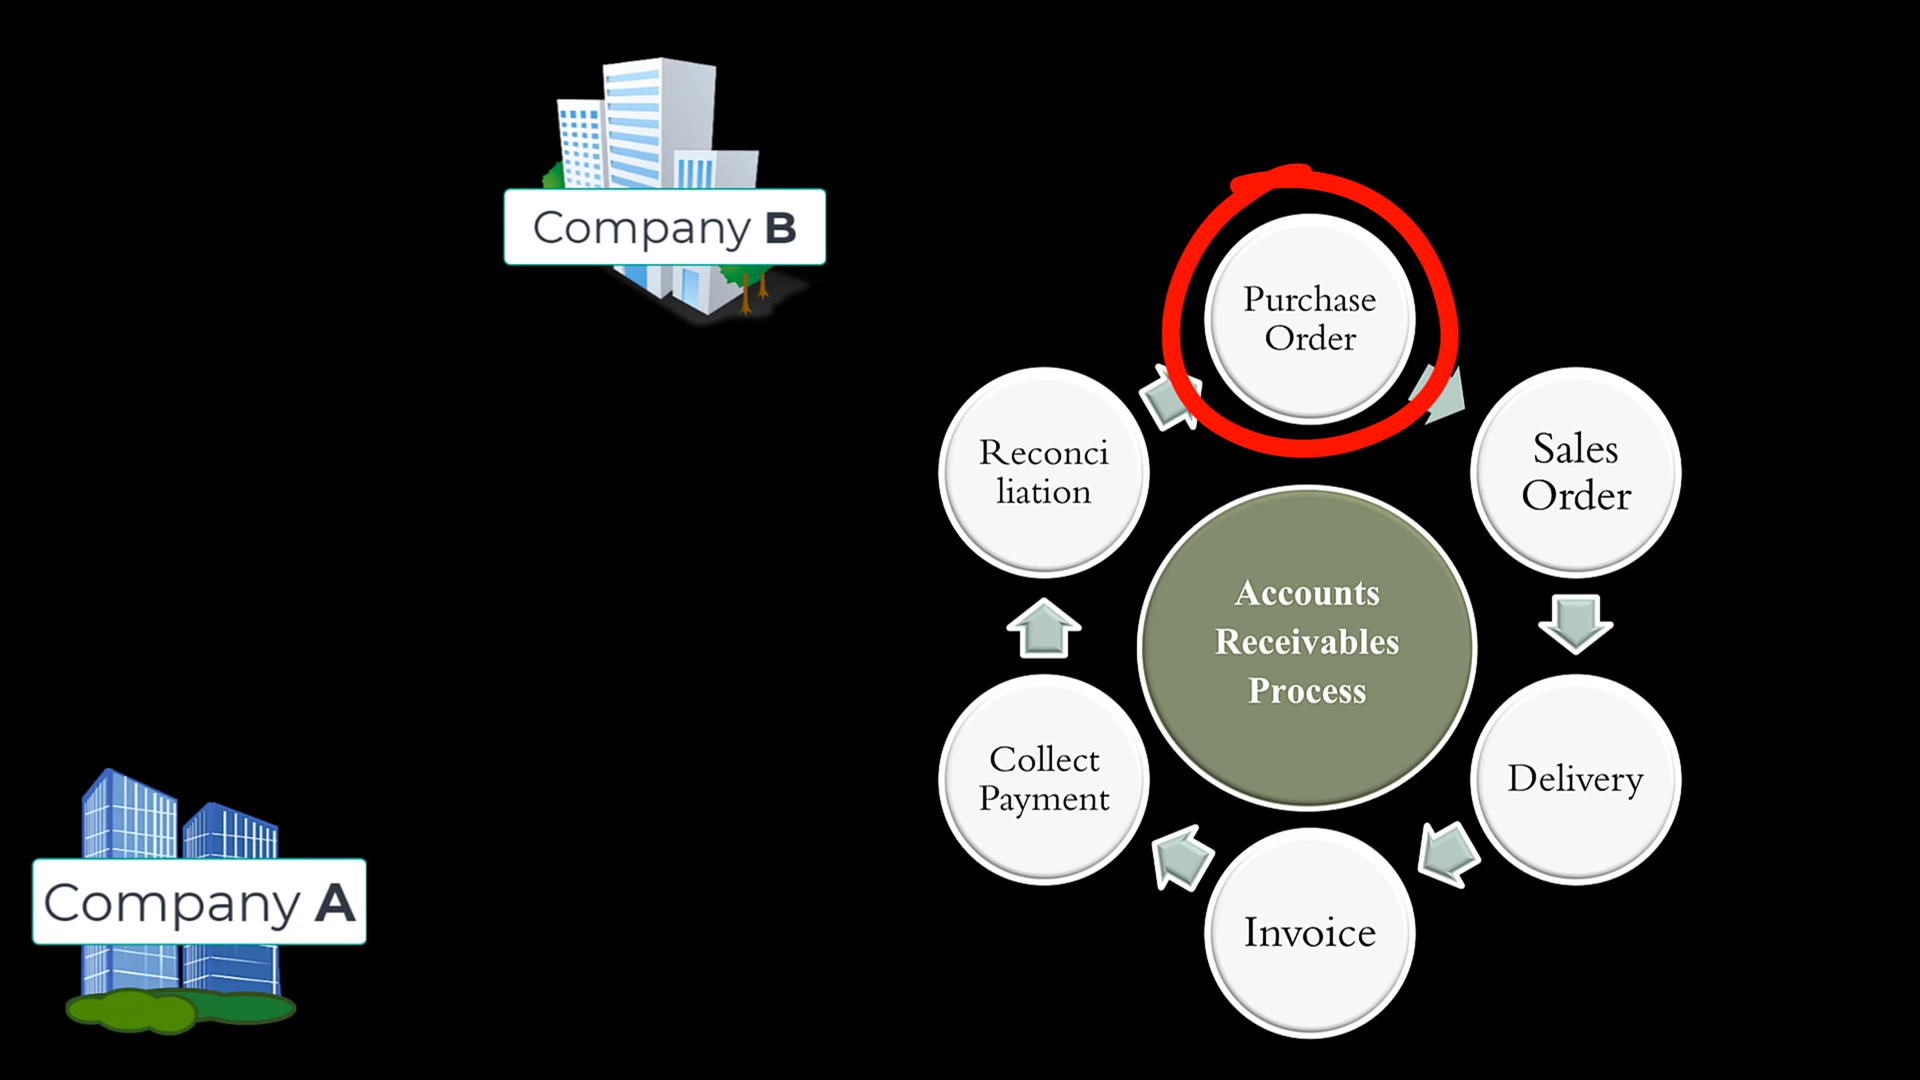 Company B
Purchase
Order
Sales
Order
Delivery
Invoice
Collect
Payment
Reconci
liation
Accounts
Receivables
Process
Company A